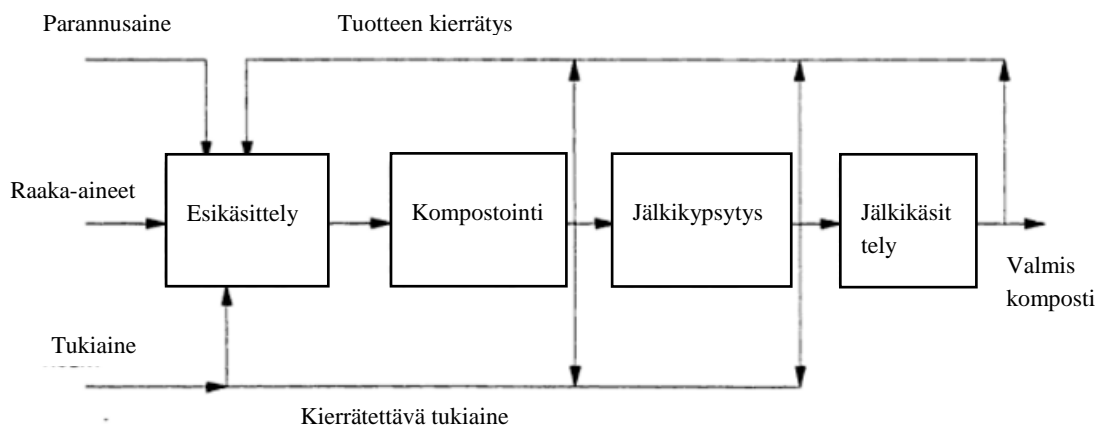 Parannusaine
Tuotteen kierrätys
Raaka-aineet
Esikäsittely
Kompostointi
Jälkikypsytys
Jälkikäsit
tely
Valmis
komposti
Tukiaine
Kierrätettävä tukiaine